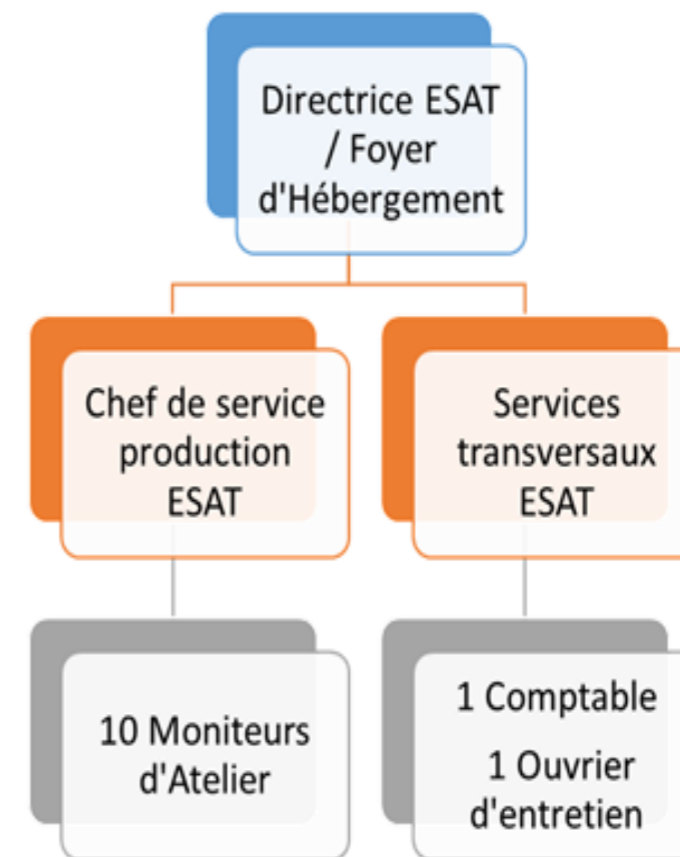 Directrice ESAT
/ Foyer
d'Hébergement
Chef de service
production
ESAT
Services
transversaux
ESAT
10 Moniteurs
d'Atelier
1 Comptable
1 Ouvrier
d'entretien